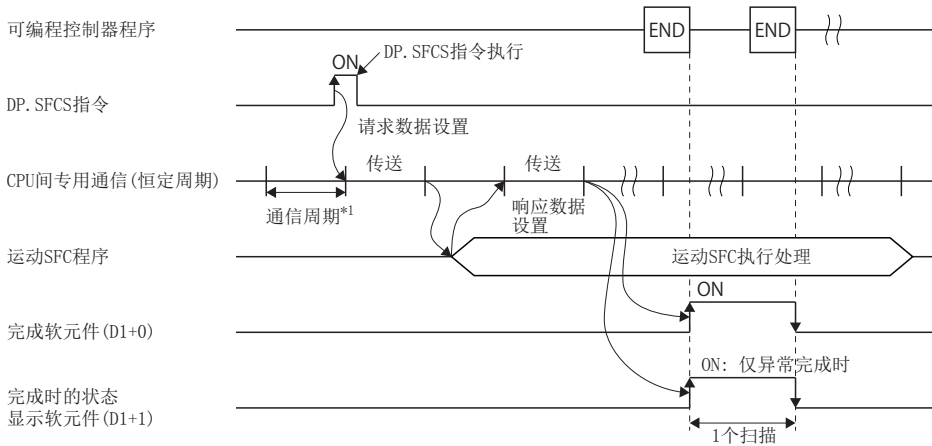 可编程控制器程序
END
END
ON
DP.SFCS指令执行
DP.SFCS指令
请求数据设置
传送
传送
CPU间专用通信(恒定周期)
通信周期*1
响应数据
设置
运动SFC程序
运动SFC执行处理
ON
完成软元件(D1+0)
ON: 仅异常完成时
完成时的状态
显示软元件(D1+1)
1个扫描